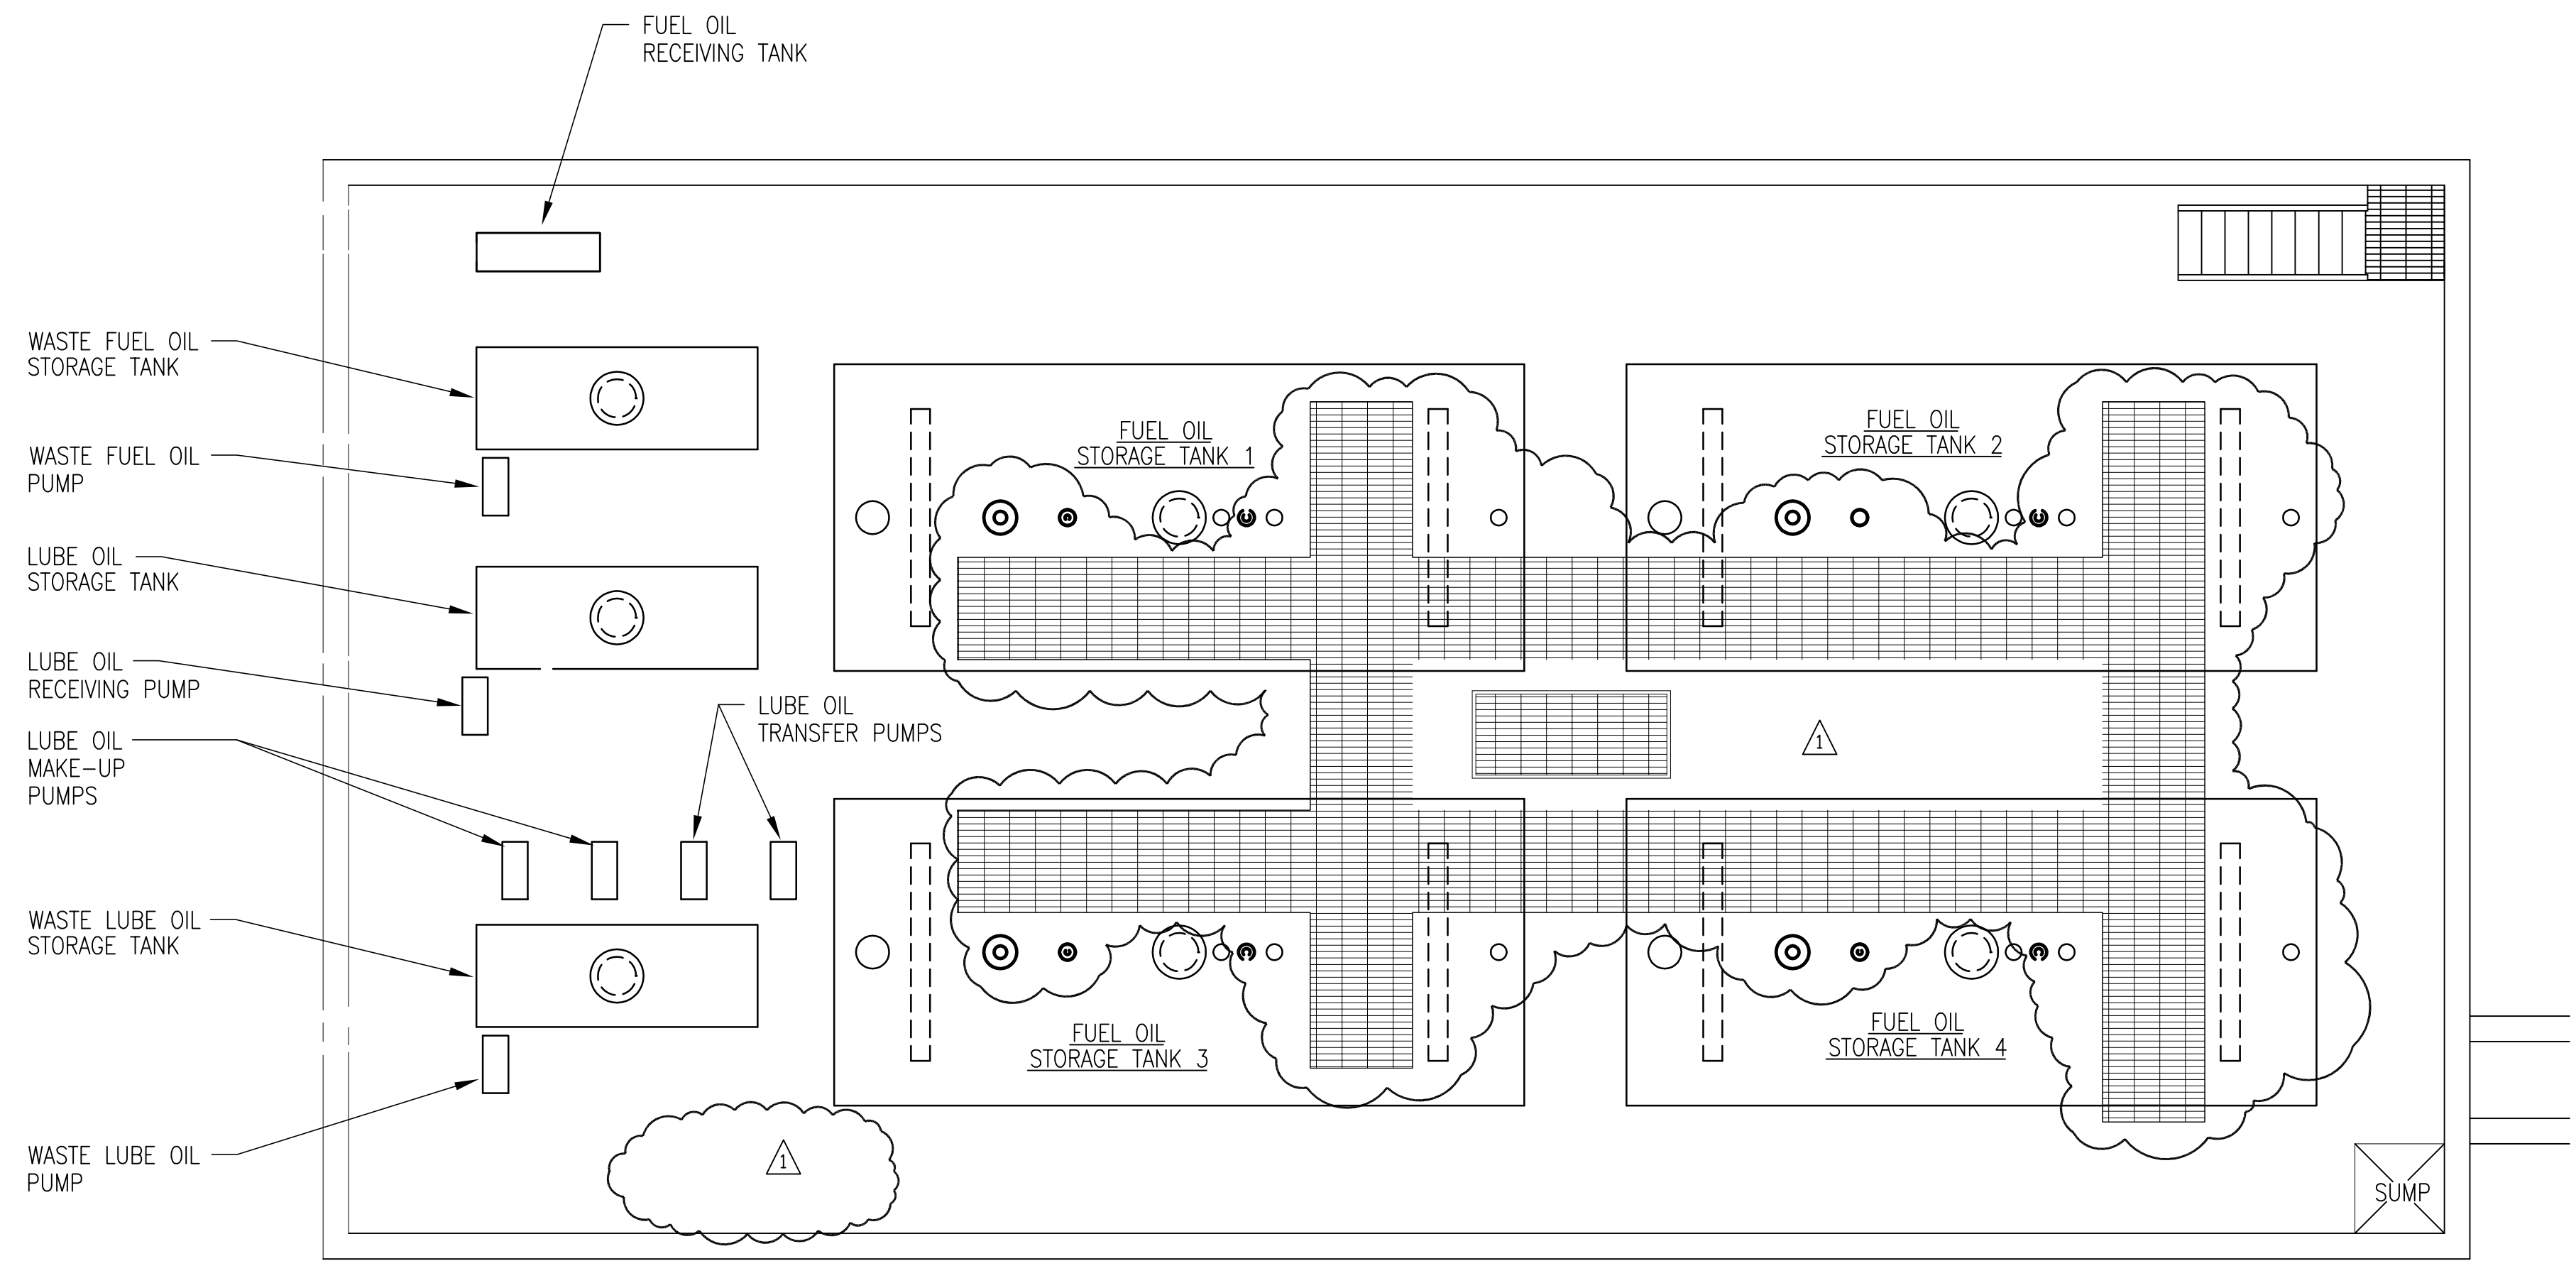 FUEL OIL
RECEIVING TANK
WASTE FUEL OIL
STORAGE TANK
FUEL OIL
STORAGE TANK 1
FUEL OIL
STORAGE TANK 2
WASTE FUEL OIL
PUMP
LUBE OIL
STORAGE TANK
LUBE OIL
RECEIVING PUMP
LUBE OIL
TRANSFER PUMPS
1
LUBE OIL
MAKE-UP
PUMPS
WASTE LUBE OIL
STORAGE TANK
FUEL OIL
STORAGE TANK 3
FUEL OIL
STORAGE TANK 4
WASTE LUBE OIL
PUMP
1
SUMP